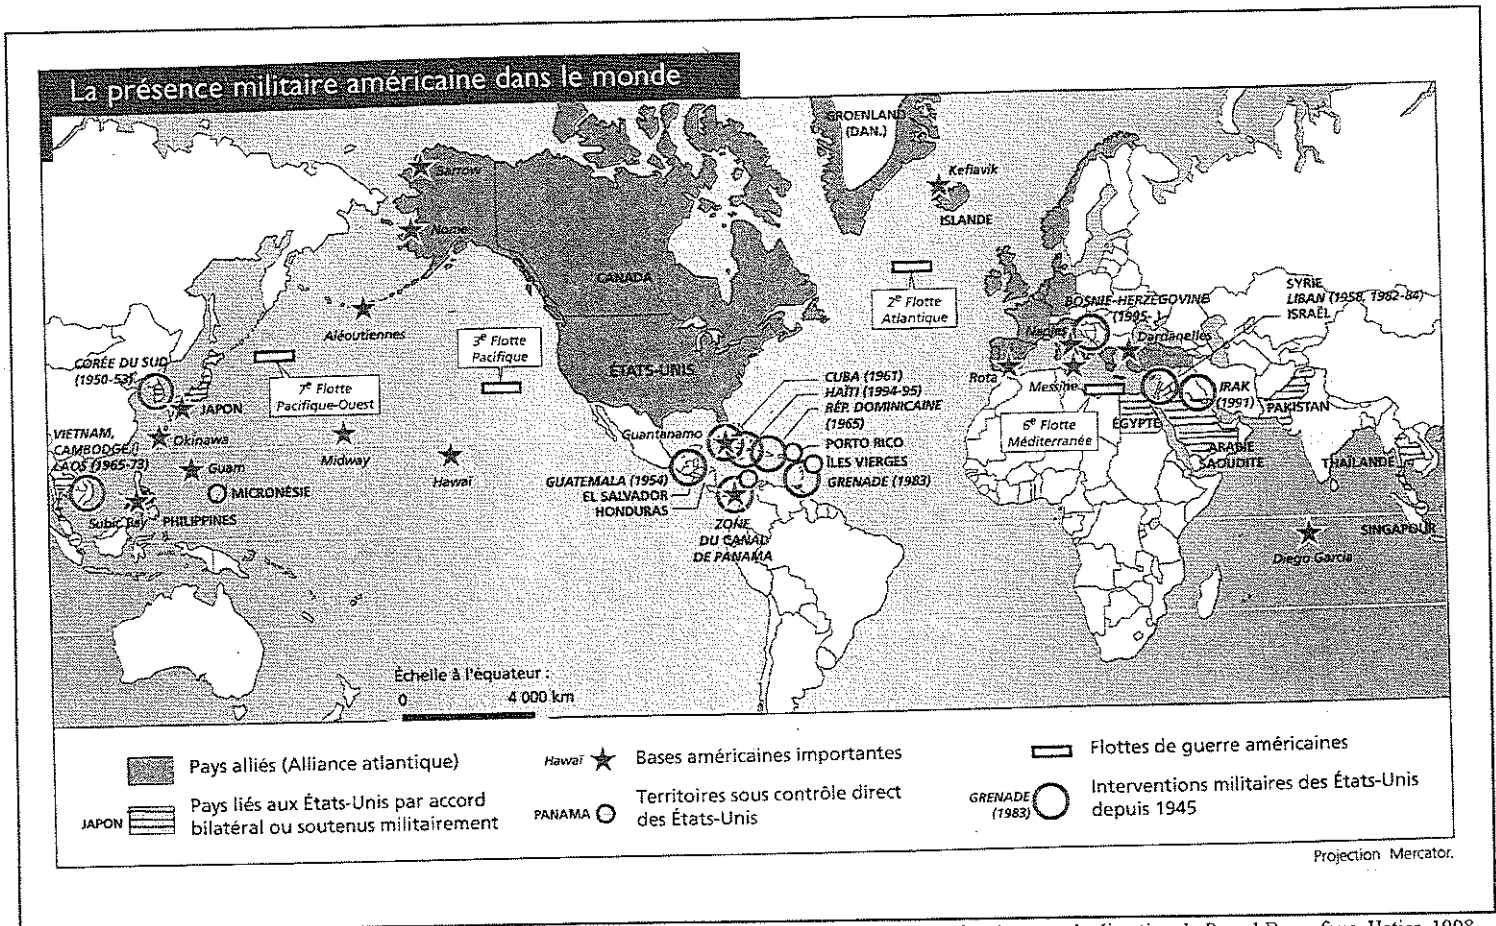 La présence militaire américaine dans le monde
GROENLAND
(DAN.)
Barrow
Keflavik
ISLANDE
Nome
CANADA
2e Flotte
Atlantique
SYRIE
LIBAN (1958, 1982-84)
ISRAËL
BOSNIE-HERZÉGOVINE
(1995- )
Aléoutiennes
3e Flotte
Pacifique
Naples
Dardanelles
CORÉE DU SUD
(1950-53)
7e Flotte
Pacifique-Ouest
ÉTATS-UNIS
CUBA (1961)
HAÏTI (1994-95)
RÉP. DOMINICAINE
(1965)
Rota
Messine
IRAK
(1991)
JAPON
PAKISTAN
6e Flotte
Méditerranée
ÉGYPTE
VIETNAM,
CAMBODGE,
LAOS (1965-73)
Okinawa
Guam
Midway
Hawaï
Guantanamo
PORTO RICO
ÎLES VIERGES
ARABIE
SAOUDITE
THAÏLANDE
MICRONÉSIE
GUATEMALA (1954)
EL SALVADOR
HONDURAS
GRENADE (1983)
Subic Bay
PHILIPPINES
ZONE
DU CANAL
DE PANAMA
SINGAPOUR
Diego Garcia
Échelle à l'équateur :
0 4 000 km
Pays alliés (Alliance atlantique)
JAPON Pays liés aux États-Unis par accord
bilatéral ou soutenus militairement
Hawaï Bases américaines importantes
PANAMA Territoires sous contrôle direct
des États-Unis
Flottes de guerre américaines
GRENADE
(1983)
Interventions militaires des États-Unis
depuis 1945
Projection Mercator.